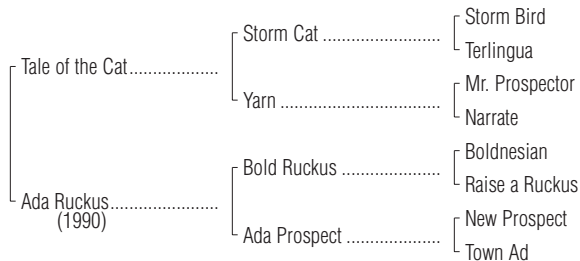 Storm Bird
Storm Cat ........................
Terlingua
Tale of the Cat..................
Mr. Prospector
Yarn ................................
Narrate
Boldnesian
Bold Ruckus ....................
Raise a Ruckus
Ada Ruckus......................
(1990)
New Prospect
Ada Prospect ...................
Town Ad